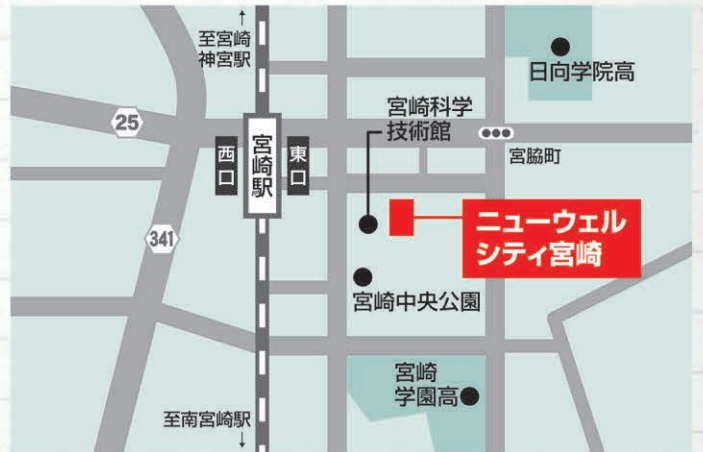 ↑
至宮崎
神宮駅
日向学院高
宮崎科学
技術館
25
宮脇町
西口
宮崎駅
東口
ニューウェル
シティ宮崎
341
宮崎中央公園
宮崎
学園高
至南宮崎駅
↓